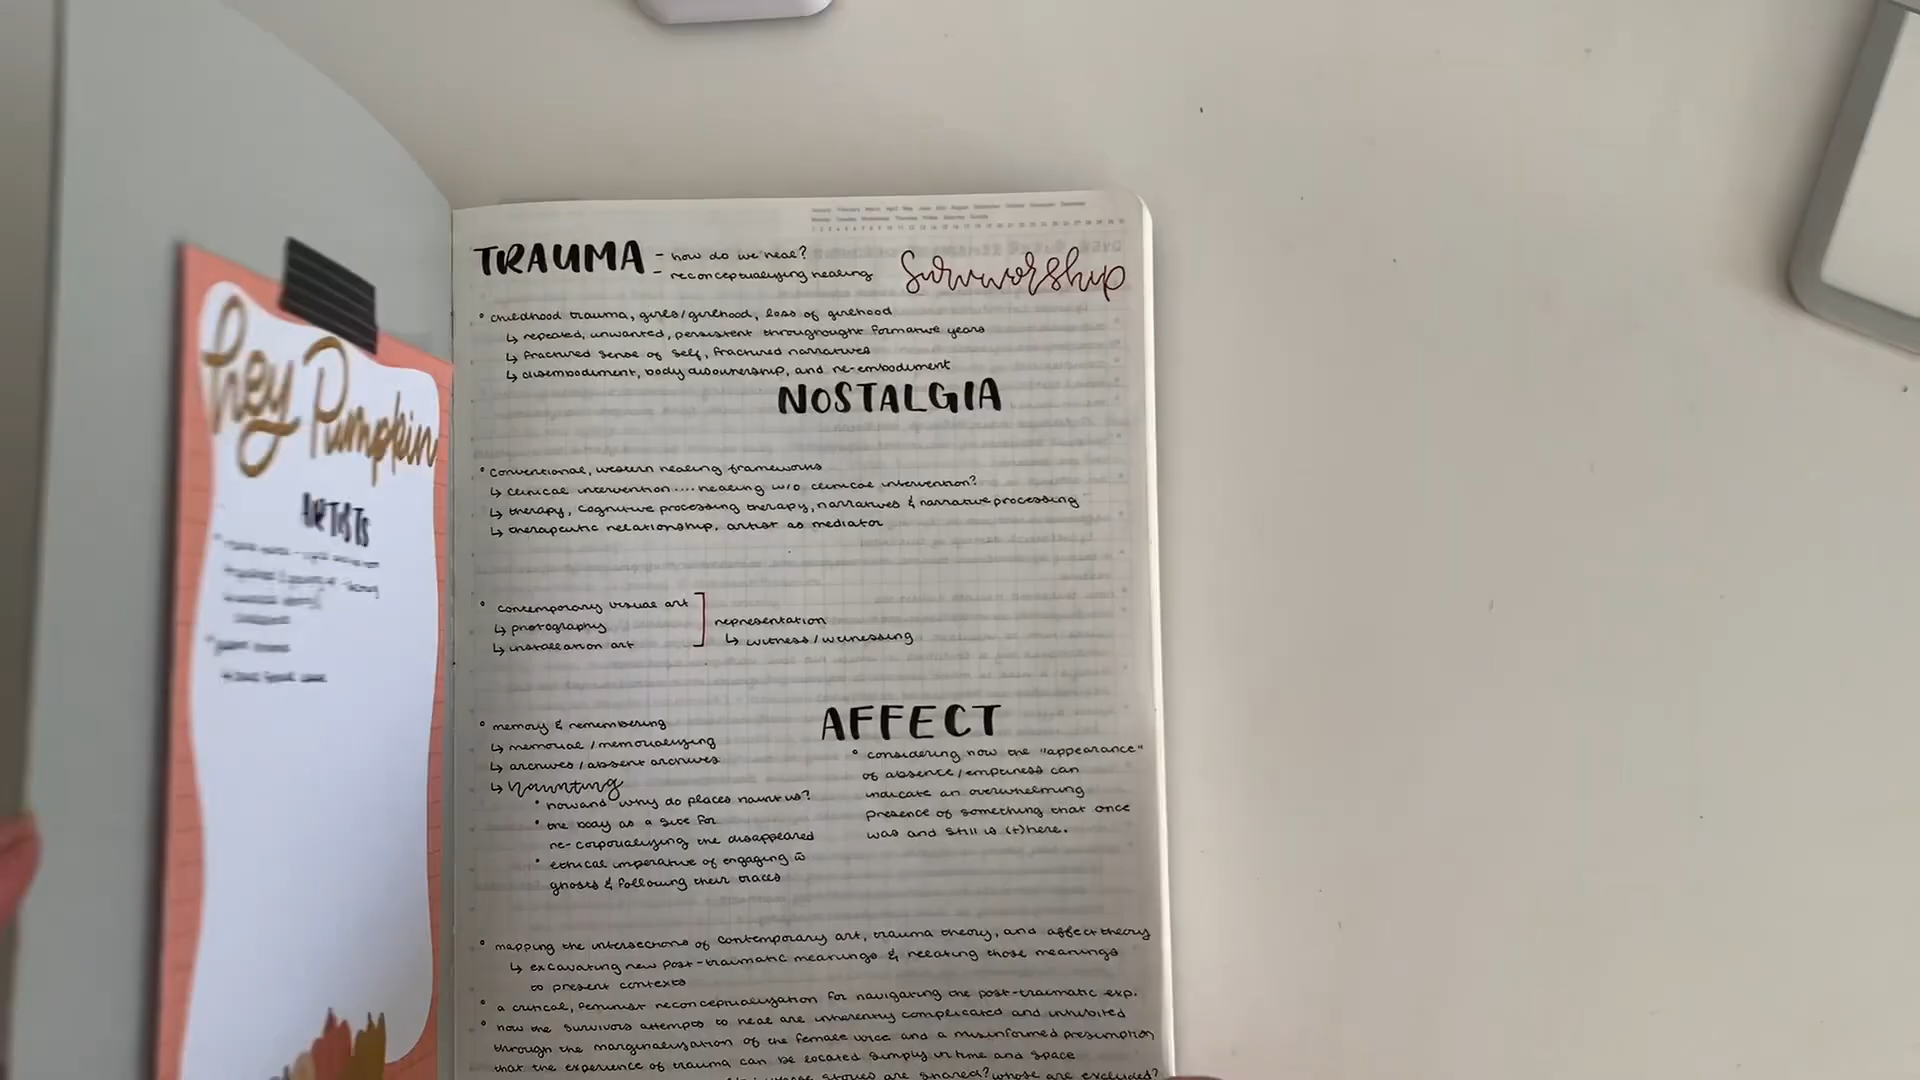 hey Pumpkin
ARTISTS
TRAUMA - how do we heal?
- reconceptualizing healing
Survivorship
° childhood trauma, girls/girlhood, loss of girlhood
↳ repeated, unwanted, persistent throughought formative years
↳ fractured sense of self, fractured narratives
↳ disembodiment, body disownership, and re-embodiment
NOSTALGIA
° conventional, western healing frameworks
↳ clinical intervention.... healing w/o clinical intervention?
↳ therapy, cognitive processing therapy, narratives & narrative processing
↳ therapeutic relationship, artist as mediator
° contemporary visual art
↳ photography
↳ installation art
representation
↳ witness/witnessing
° memory & remembering
↳ memorial/memorializing
↳ archives/absent archives
↳ haunting
• how and why do places haunt us?
• the body as a site for
re-corporealizing the disappeared
• ethical imperative of engaging w̄
ghosts & following their traces
AFFECT
° considering how the "appearance"
of absence/emptiness can
indicate an overwhelming
presence of something that once
was and still is (t)here.
° mapping the intersections of contemporary art, trauma theory, and affect theory
↳ excavating new post-traumatic meanings & relating those meanings
to present contexts
° a critical, feminist reconceptualization for navigating the post-traumatic exp.
° how the survivors attempts to heal are inherently complicated and inhibited
through the marginalization of the female voice and a misinformed presumption
that the experience of trauma can be located simply in time and space
stories are shared? whose are excluded?